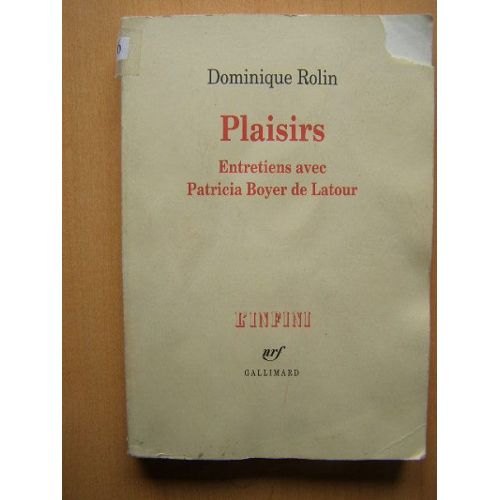 Dominique Rolin
Plaisirs
Entretiens avec
Patricia Boyer de Latour
L'INFINI
nrf
GALLIMARD